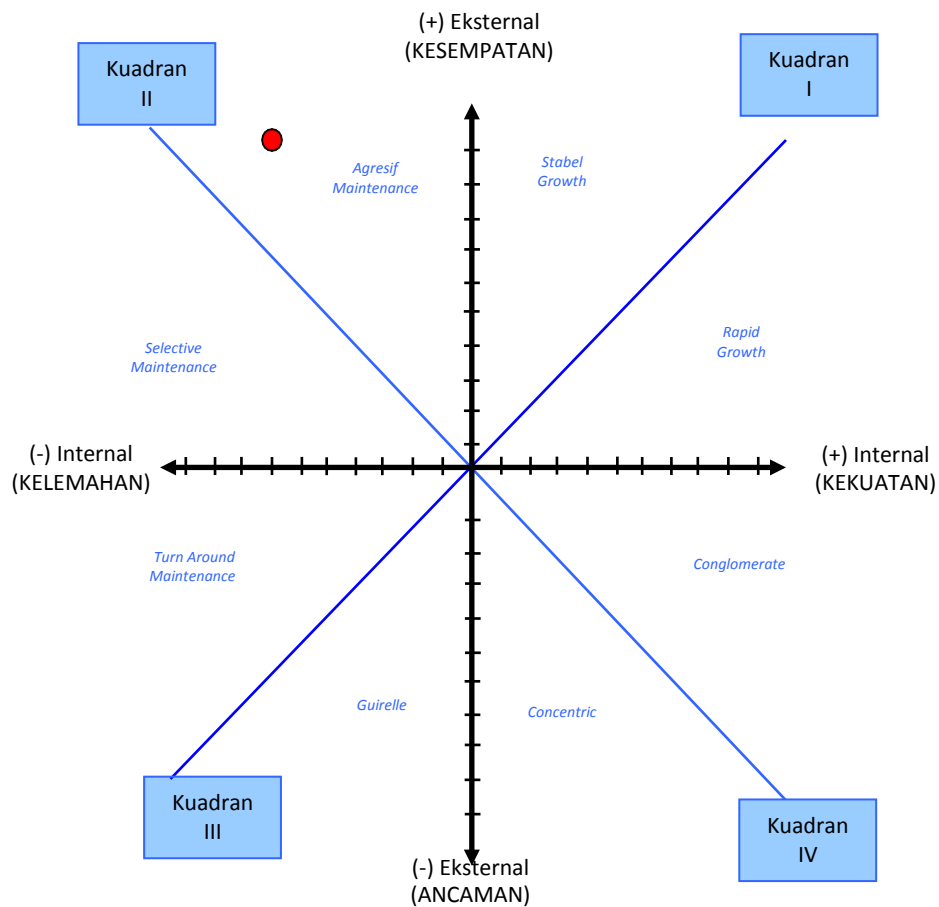 (+) Eksternal
(KESEMPATAN)
Kuadran
II
Kuadran
I
Agresif
Maintenance
Stabel
Growth
Selective
Maintenance
Rapid
Growth
(-) Internal
(KELEMAHAN)
(+) Internal
(KEKUATAN)
Turn Around
Maintenance
Conglomerate
Guirelle
Concentric
Kuadran
III
Kuadran
IV
(-) Eksternal
(ANCAMAN)